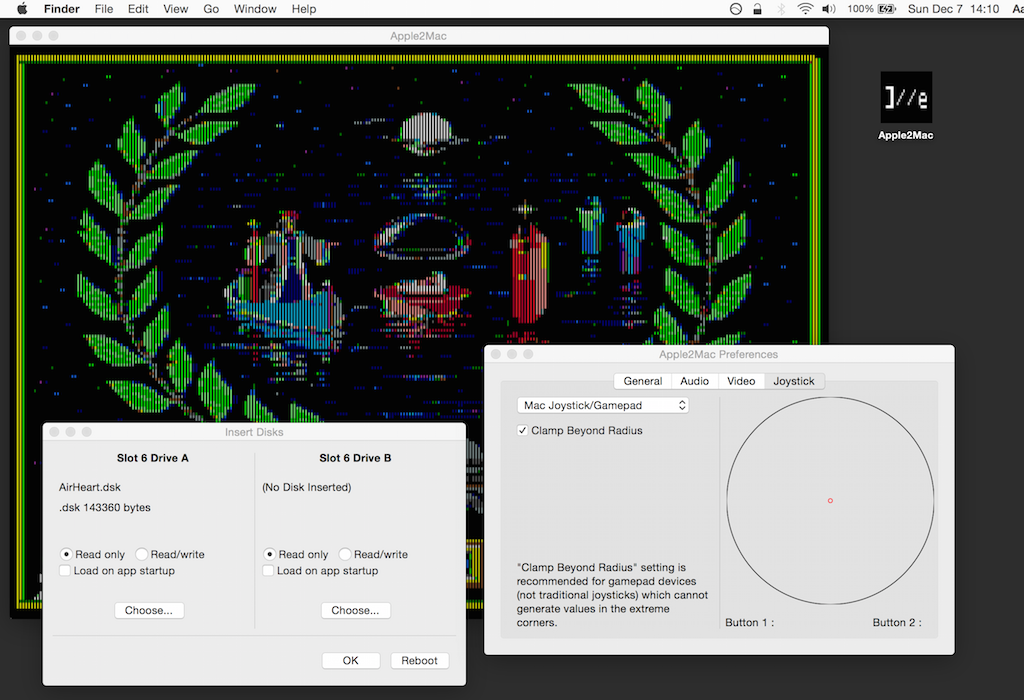 Finder File Edit View Go Window Help 100% Sun Dec 7 14:10 Aa
Apple2Mac
]//e
Apple2Mac
Insert Disks
Slot 6 Drive A
AirHeart.dsk
.dsk 143360 bytes
Read only Read/write
Load on app startup
Choose...
Slot 6 Drive B
(No Disk Inserted)
Read only Read/write
Load on app startup
Choose...
OK Reboot
Apple2Mac Preferences
General Audio Video Joystick
Mac Joystick/Gamepad
Clamp Beyond Radius
"Clamp Beyond Radius" setting is
recommended for gamepad devices
(not traditional joysticks) which cannot
generate values in the extreme
corners.
Button 1 : Button 2 :